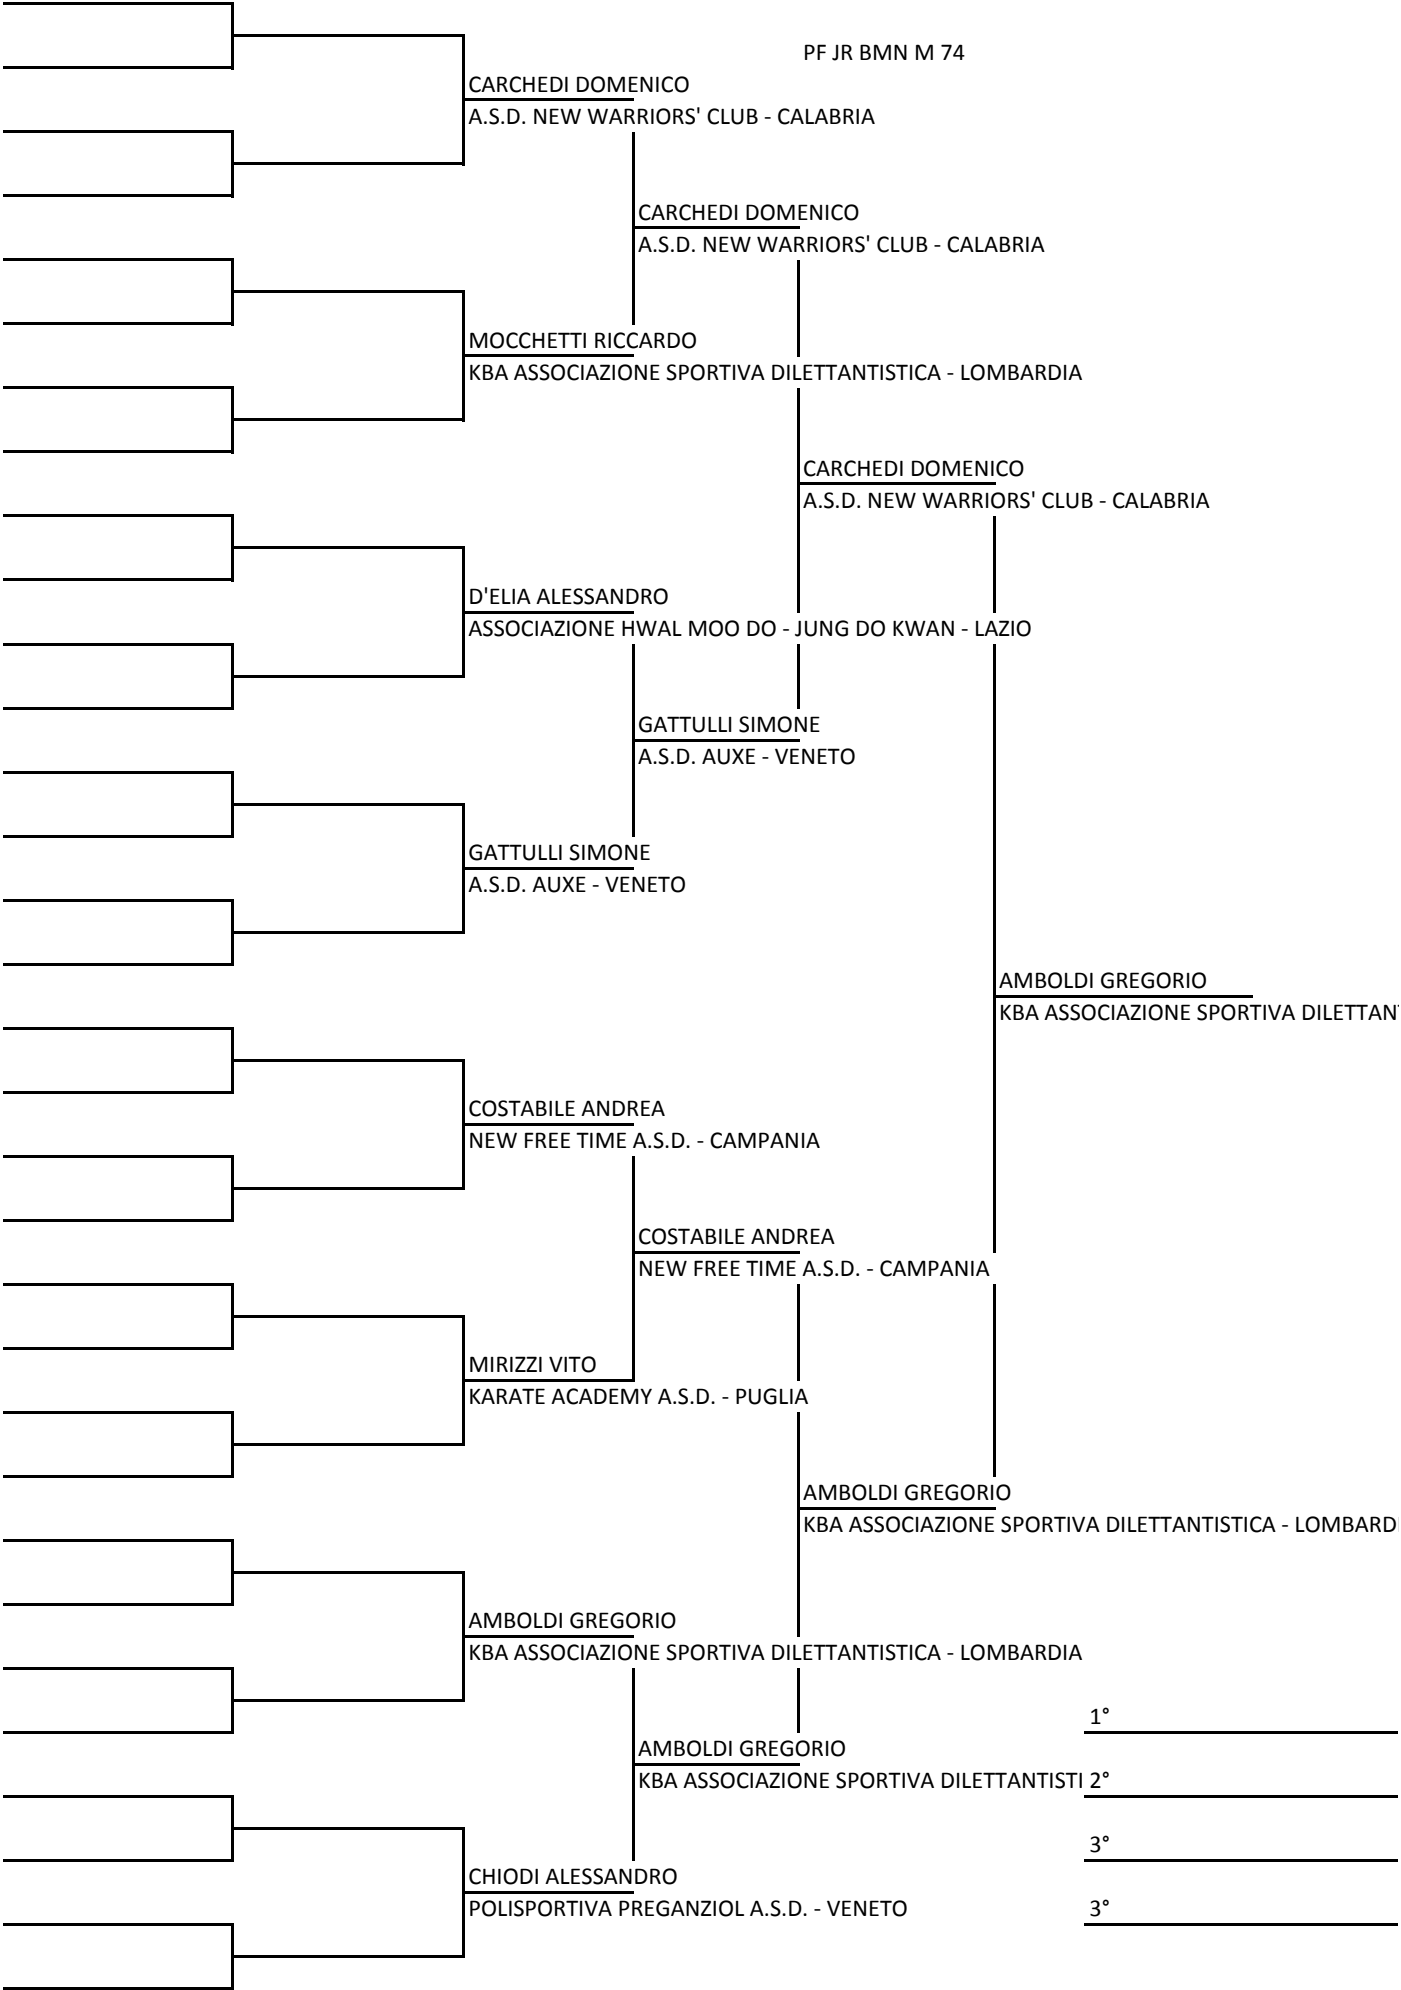 PF JR BMN M 74
CARCHEDI DOMENICO
A.S.D. NEW WARRIORS' CLUB - CALABRIA
CARCHEDI DOMENICO
A.S.D. NEW WARRIORS' CLUB - CALABRIA
MOCCHETTI RICCARDO
KBA ASSOCIAZIONE SPORTIVA DILETTANTISTICA - LOMBARDIA
CARCHEDI DOMENICO
A.S.D. NEW WARRIORS' CLUB - CALABRIA
D'ELIA ALESSANDRO
ASSOCIAZIONE HWAL MOO DO - JUNG DO KWAN - LAZIO
GATTULLI SIMONE
A.S.D. AUXE - VENETO
GATTULLI SIMONE
A.S.D. AUXE - VENETO
AMBOLDI GREGORIO
KBA ASSOCIAZIONE SPORTIVA DILETTAN
COSTABILE ANDREA
NEW FREE TIME A.S.D. - CAMPANIA
COSTABILE ANDREA
NEW FREE TIME A.S.D. - CAMPANIA
MIRIZZI VITO
KARATE ACADEMY A.S.D. - PUGLIA
AMBOLDI GREGORIO
KBA ASSOCIAZIONE SPORTIVA DILETTANTISTICA - LOMBARD
AMBOLDI GREGORIO
KBA ASSOCIAZIONE SPORTIVA DILETTANTISTICA - LOMBARDIA
1°
AMBOLDI GREGORIO
KBA ASSOCIAZIONE SPORTIVA DILETTANTISTI 2°
3°
CHIODI ALESSANDRO
POLISPORTIVA PREGANZIOL A.S.D. - VENETO
3°